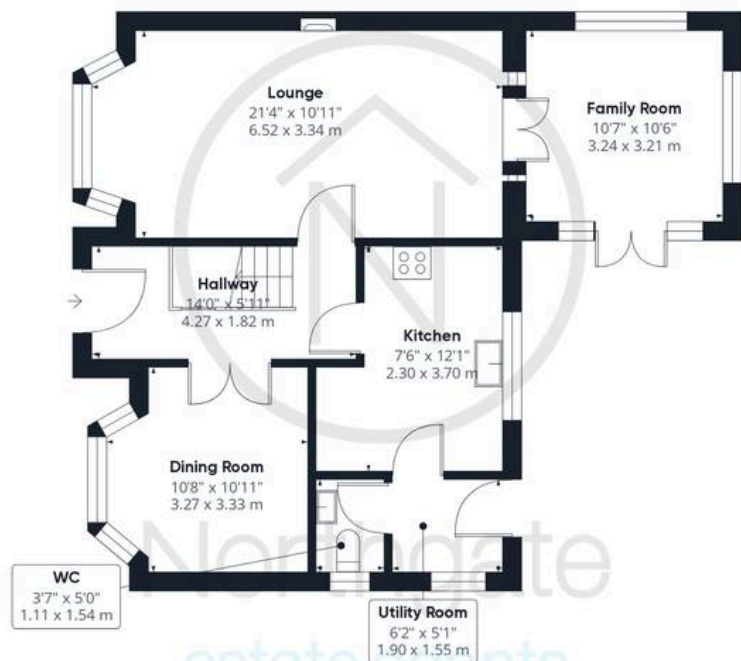 Lounge
21'4" x 10'11"
6.52 x 3.34 m
Family Room
10'7" x 10'6"
3.24 x 3.21 m
Hallway
14'0" x 5'11"
4.27 x 1.82 m
Kitchen
7'6" x 12'1"
2.30 x 3.70 m
Dining Room
10'8" x 10'11"
3.27 x 3.33 m
Northgate
WC
3'7" x 5'0"
1.11 x 1.54 m
Utility Room
6'2" x 5'1"
1.90 x 1.55 m
estate agents